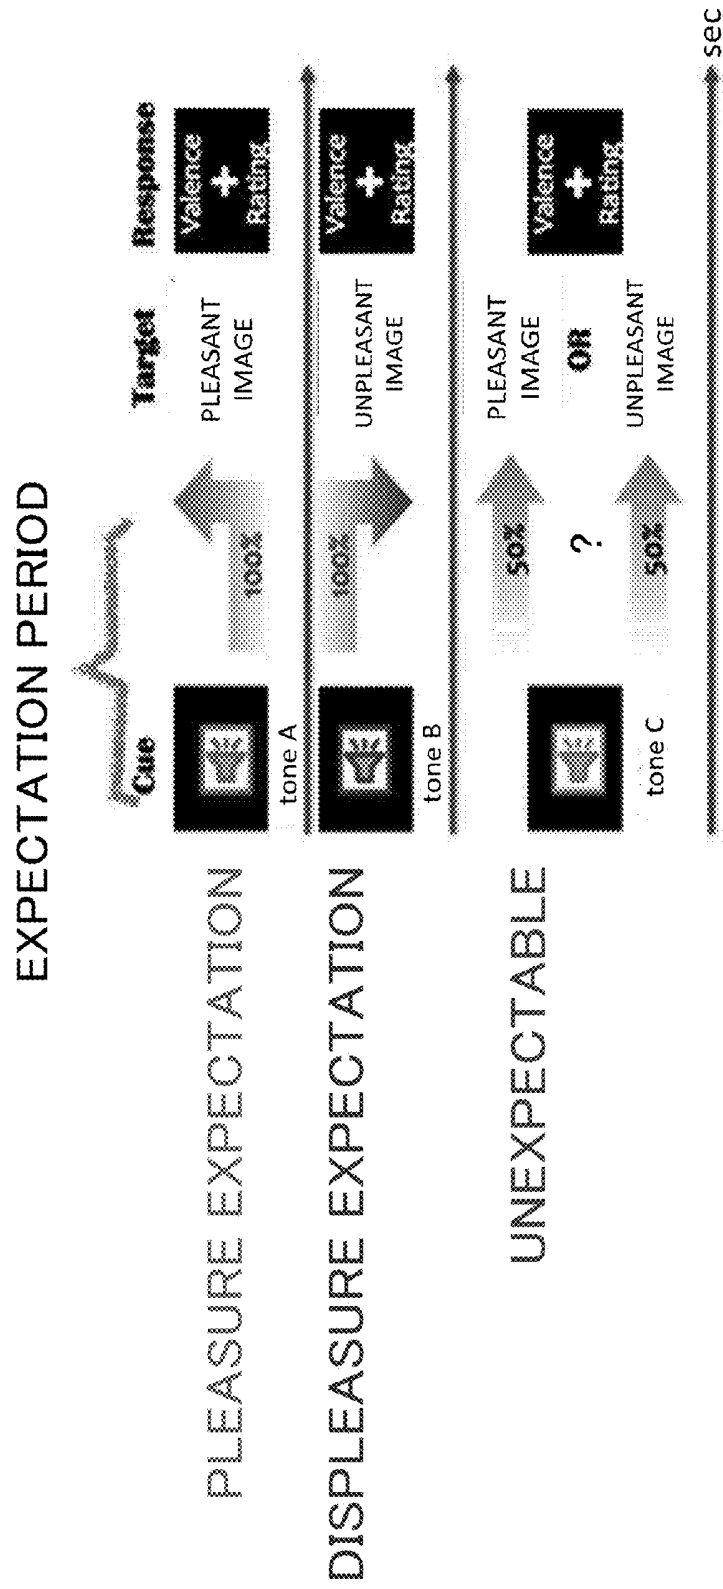 EXPECTATION PERIOD
Cue
Target
Response
PLEASURE EXPECTATION
tone A
100%
PLEASANT
IMAGE
Valence
+
Rating
DISPLEASURE EXPECTATION
tone B
100%
UNPLEASANT
IMAGE
Valence
+
Rating
UNEXPECTABLE
tone C
50%
?
50%
PLEASANT
IMAGE
OR
UNPLEASANT
IMAGE
Valence
+
Rating
sec